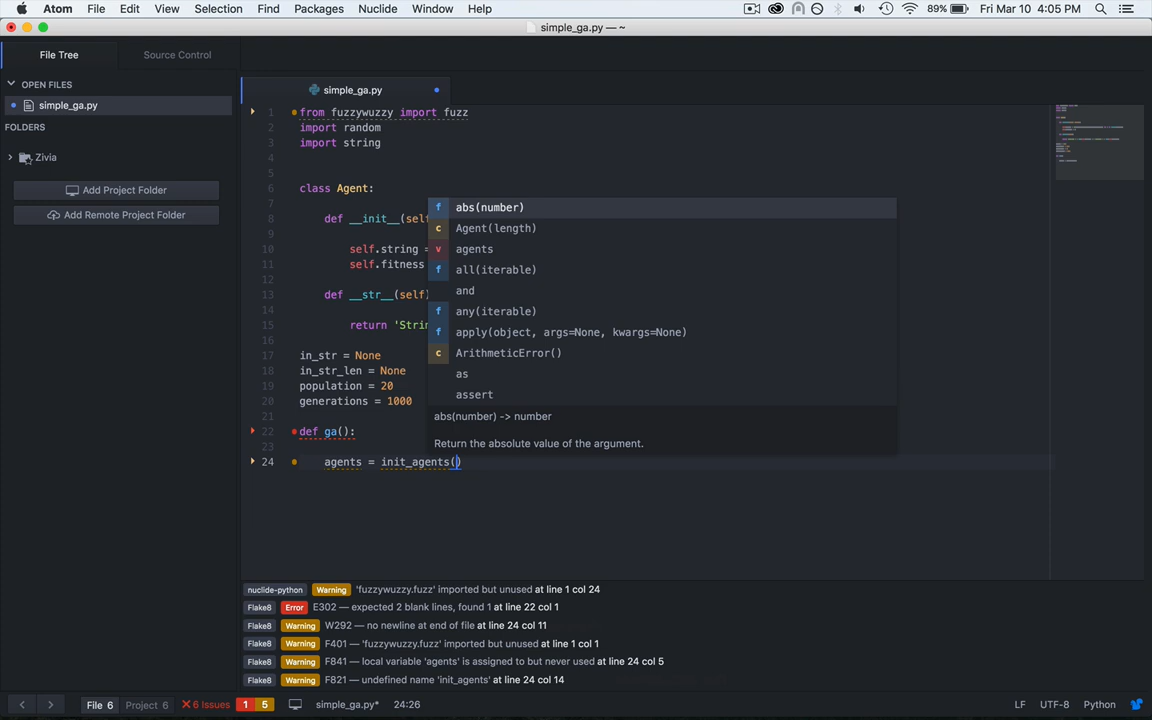 Atom File Edit View Selection Find Packages Nuclide Window Help 89% Fri Mar 10 4:05 PM
simple_ga.py — ~
File Tree Source Control
OPEN FILES
simple_ga.py
FOLDERS
Zivia
Add Project Folder
Add Remote Project Folder
simple_ga.py
1 from fuzzywuzzy import fuzz
2 import random
3 import string
4
5
6 class Agent:
7
8 def __init__(self
9
10 self.string =
11 self.fitness
12
13 def __str__(self)
14
15 return 'Strin
16
17 in_str = None
18 in_str_len = None
19 population = 20
20 generations = 1000
21
22 def ga():
23
24 agents = init_agents()
f abs(number)
c Agent(length)
v agents
f all(iterable)
and
f any(iterable)
f apply(object, args=None, kwargs=None)
c ArithmeticError()
as
assert
abs(number) -> number
Return the absolute value of the argument.
nuclide-python Warning 'fuzzywuzzy.fuzz' imported but unused at line 1 col 24
Flake8 Error E302 — expected 2 blank lines, found 1 at line 22 col 1
Flake8 Warning W292 — no newline at end of file at line 24 col 11
Flake8 Warning F401 — 'fuzzywuzzy.fuzz' imported but unused at line 1 col 1
Flake8 Warning F841 — local variable 'agents' is assigned to but never used at line 24 col 5
Flake8 Warning F821 — undefined name 'init_agents' at line 24 col 14
File 6 Project 6 6 Issues 1 5 simple_ga.py* 24:26 LF UTF-8 Python